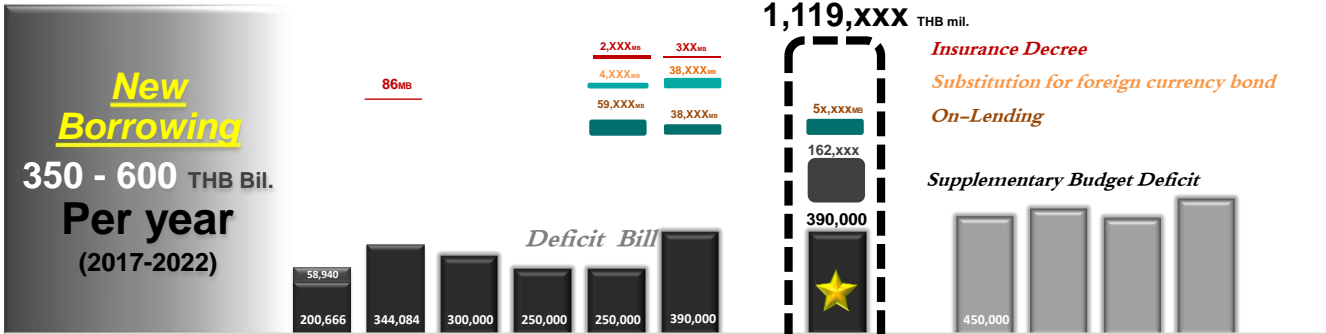 1,119,xxx THB mil.
New
Borrowing
350 - 600 THB Bil.
Per year
(2017-2022)
86MB
2,XXXMB
3XXMB
4,XXXMB
38,XXXMB
59,XXXMB
38,XXXMB
5x,xxxMB
162,xxx
390,000
Insurance Decree
Substitution for foreign currency bond
On-Lending
Supplementary Budget Deficit
Deficit Bill
58,940
200,666
344,084
300,000
250,000
250,000
390,000
450,000